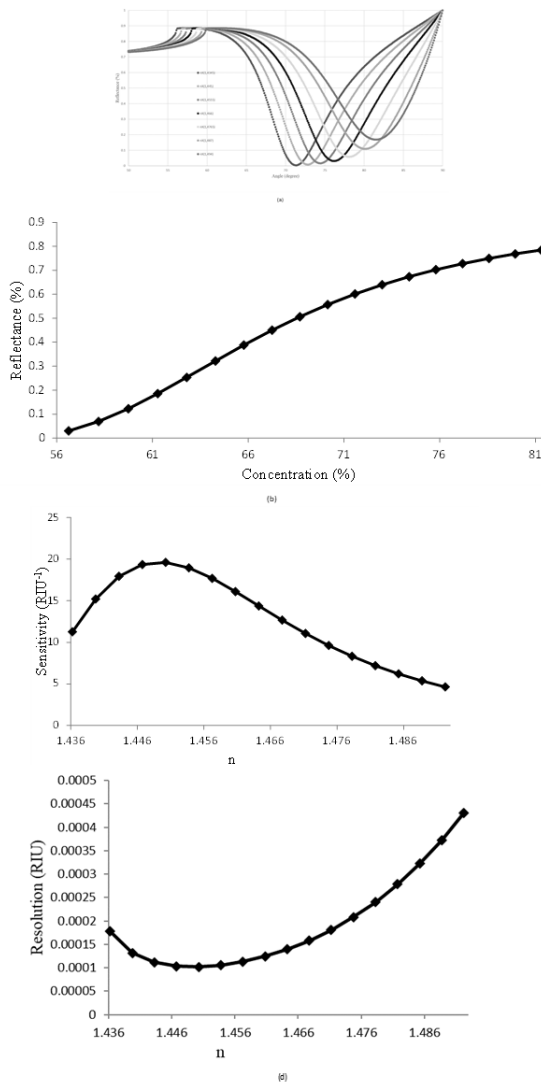 Reflectance (%)
Angle (degree)
(a)
0.9
0.8
0.7
0.6
0.5
0.4
0.3
0.2
0.1
0
56 61 66 71 76 81
Reflectance (%)
Concentration (%)
(b)
25
20
15
10
5
0
1.436 1.446 1.456 1.466 1.476 1.486
Sensitivity (RIU-1)
n
0.0005
0.00045
0.0004
0.00035
0.0003
0.00025
0.0002
0.00015
0.0001
0.00005
0
1.436 1.446 1.456 1.466 1.476 1.486
Resolution (RIU)
n
(d)